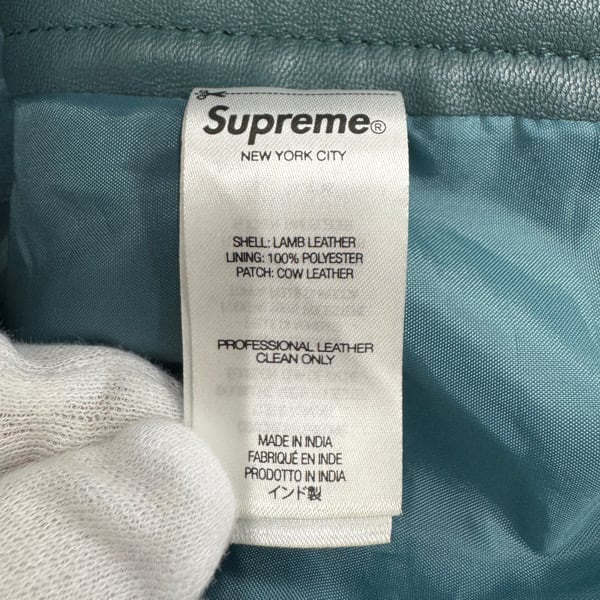 Supreme®
NEW YORK CITY
SHELL: LAMB LEATHER
LINING: 100% POLYESTER
PATCH: COW LEATHER
PROFESSIONAL LEATHER
CLEAN ONLY
MADE IN INDIA
FABRIQUÉ EN INDE
PRODOTTO IN INDIA
インド製